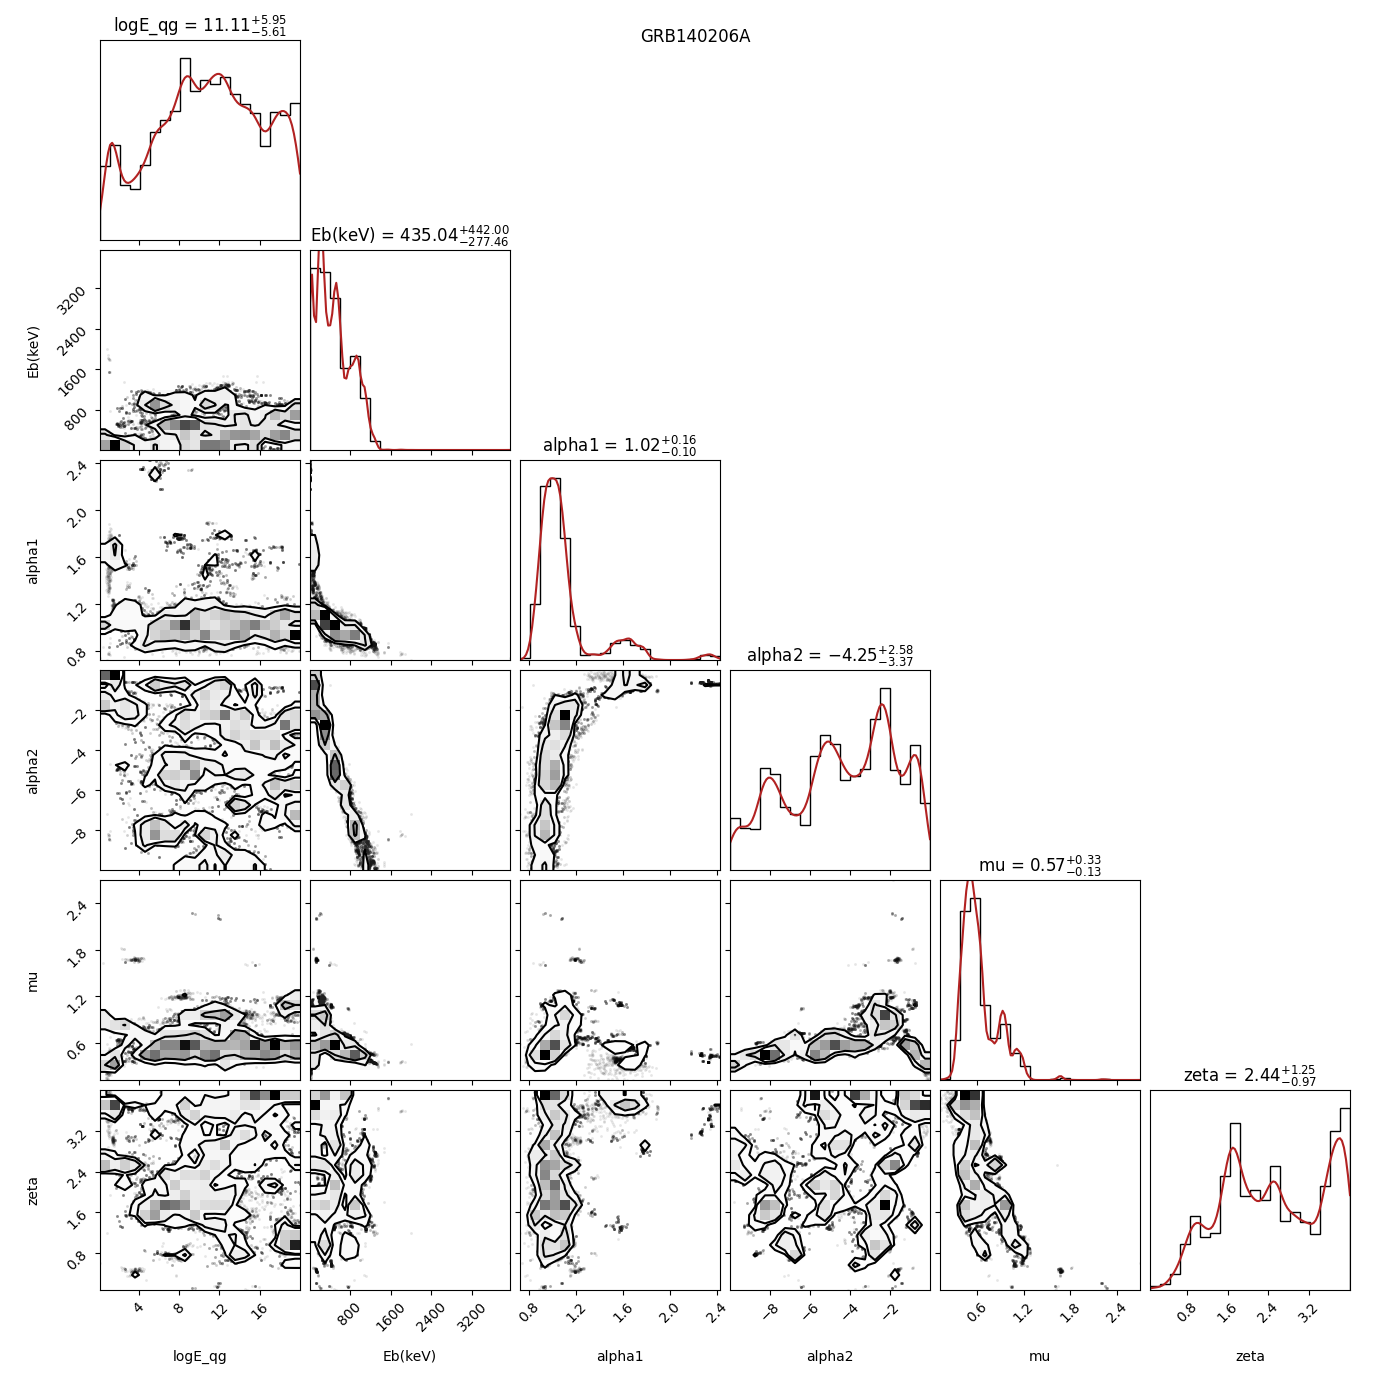 GRB140206A
logE_qg = 11.11^{+5.95}_{−5.61}
Eb(keV) = 435.04^{+442.00}_{−277.46}
Eb(keV)
3200
2400
1600
800
alpha1 = 1.02^{+0.16}_{−0.10}
alpha1
2.4
2.0
1.6
1.2
0.8
alpha2 = −4.25^{+2.58}_{−3.37}
alpha2
−2
−4
−6
−8
mu = 0.57^{+0.33}_{−0.13}
mu
2.4
1.8
1.2
0.6
zeta = 2.44^{+1.25}_{−0.97}
zeta
3.2
2.4
1.6
0.8
4 8 12 16
800 1600 2400 3200
0.8 1.2 1.6 2.0 2.4
−8 −6 −4 −2
0.6 1.2 1.8 2.4
0.8 1.6 2.4 3.2
logE_qg Eb(keV) alpha1 alpha2 mu zeta